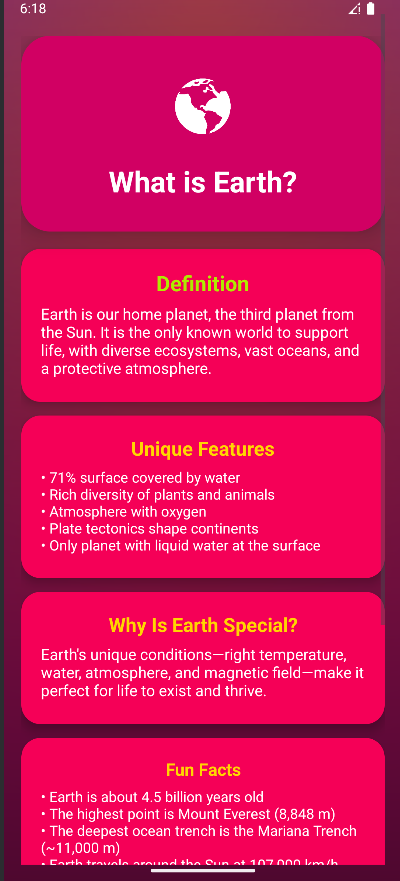 6:18
What is Earth?
Definition
Earth is our home planet, the third planet from
the Sun. It is the only known world to support
life, with diverse ecosystems, vast oceans, and
a protective atmosphere.
Unique Features
• 71% surface covered by water
• Rich diversity of plants and animals
• Atmosphere with oxygen
• Plate tectonics shape continents
• Only planet with liquid water at the surface
Why Is Earth Special?
Earth's unique conditions—right temperature,
water, atmosphere, and magnetic field—make it
perfect for life to exist and thrive.
Fun Facts
• Earth is about 4.5 billion years old
• The highest point is Mount Everest (8,848 m)
• The deepest ocean trench is the Mariana Trench
(~11,000 m)
• Earth travels around the Sun at 107,000 km/h